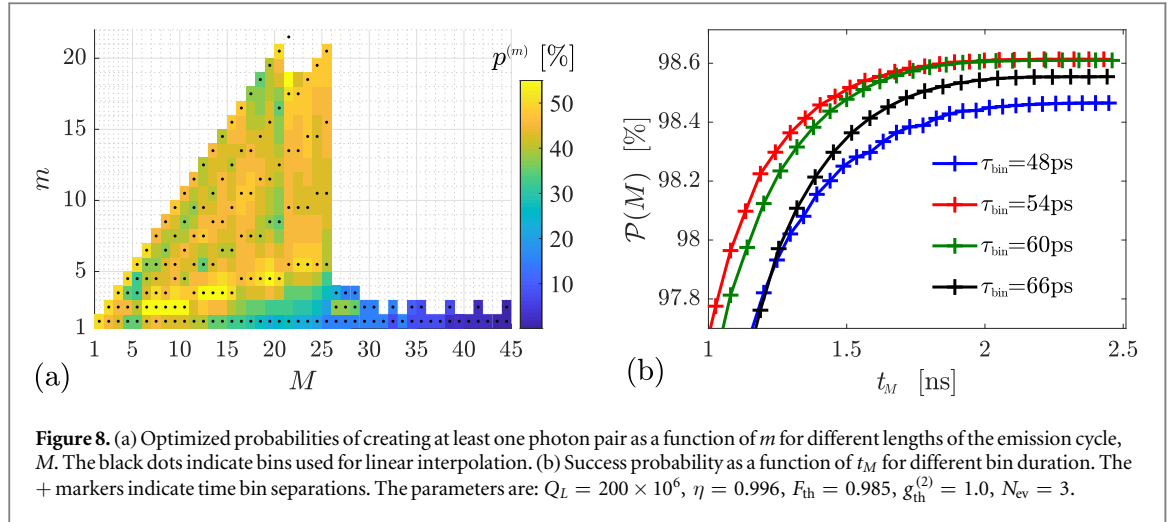 20
15
10
5
1
m
1 5 10 15 20 25 30 35 40 45
M
(a)
p^(m) [%]
50
40
30
20
10
98.6
98.4
98.2
98
97.8
P(M) [%]
τbin=48ps
τbin=54ps
τbin=60ps
τbin=66ps
1 1.5 2 2.5
t_M [ns]
(b)
Figure 8. (a) Optimized probabilities of creating at least one photon pair as a function of m for different lengths of the emission cycle,
M. The black dots indicate bins used for linear interpolation. (b) Success probability as a function of t_M for different bin duration. The
+ markers indicate time bin separations. The parameters are: Q_L = 200 × 10^6, η = 0.996, F_th = 0.985, g_th^(2) = 1.0, N_ev = 3.